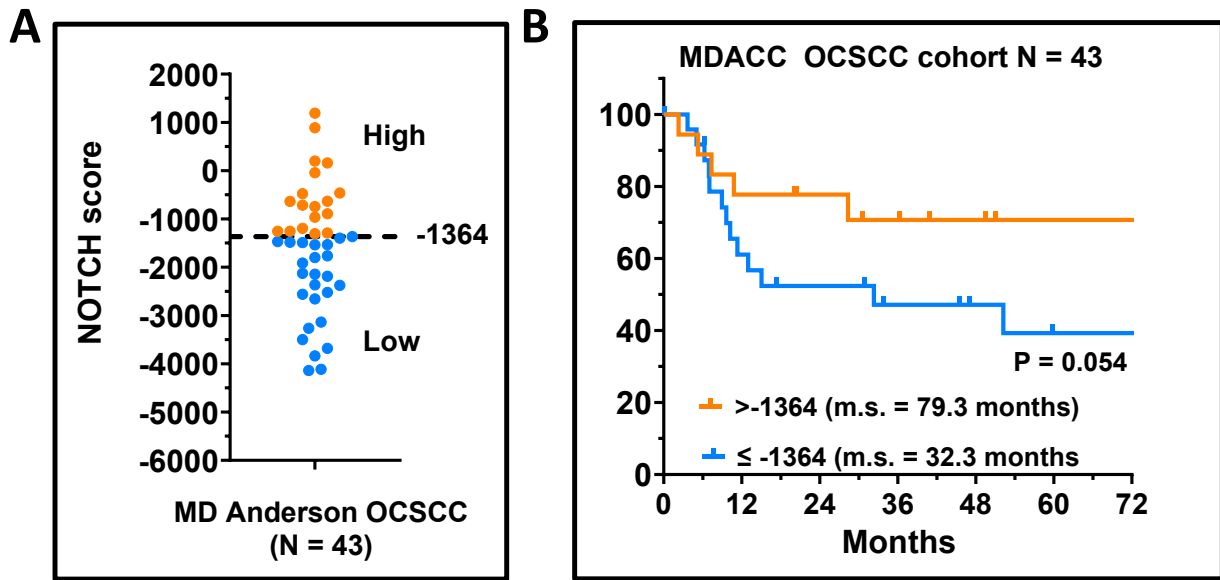 A
2000
1000
0
-1000
-2000
-3000
-4000
-5000
-6000
NOTCH score
High
-1364
Low
MD Anderson OCSCC
(N = 43)
B
MDACC OCSCC cohort N = 43
100
80
60
40
20
0
P = 0.054
>-1364 (m.s. = 79.3 months)
≤ -1364 (m.s. = 32.3 months
0 12 24 36 48 60 72
Months